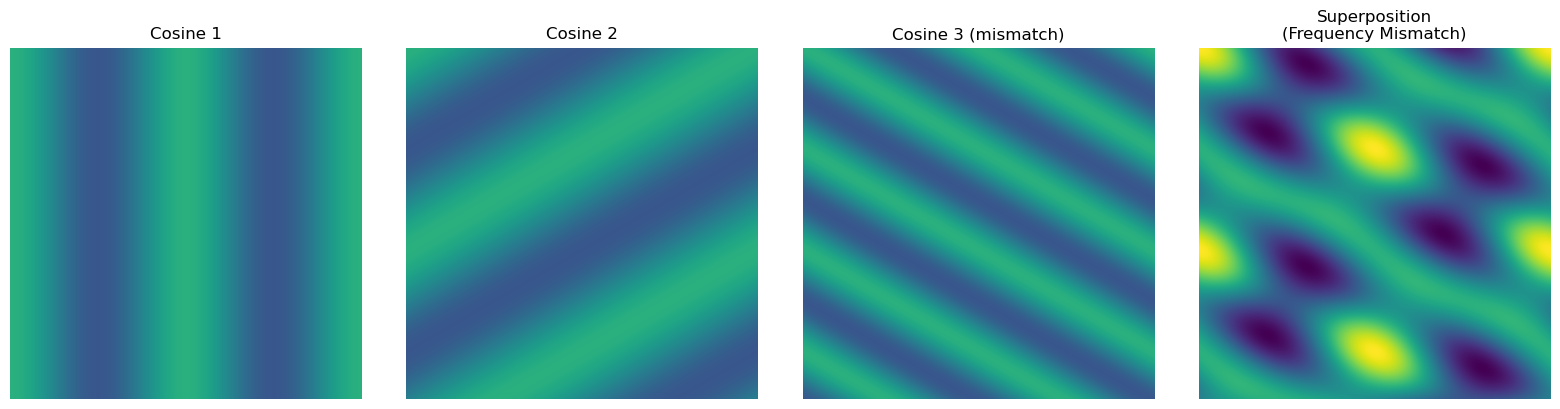 Cosine 1
Cosine 2
Cosine 3 (mismatch)
Superposition
(Frequency Mismatch)